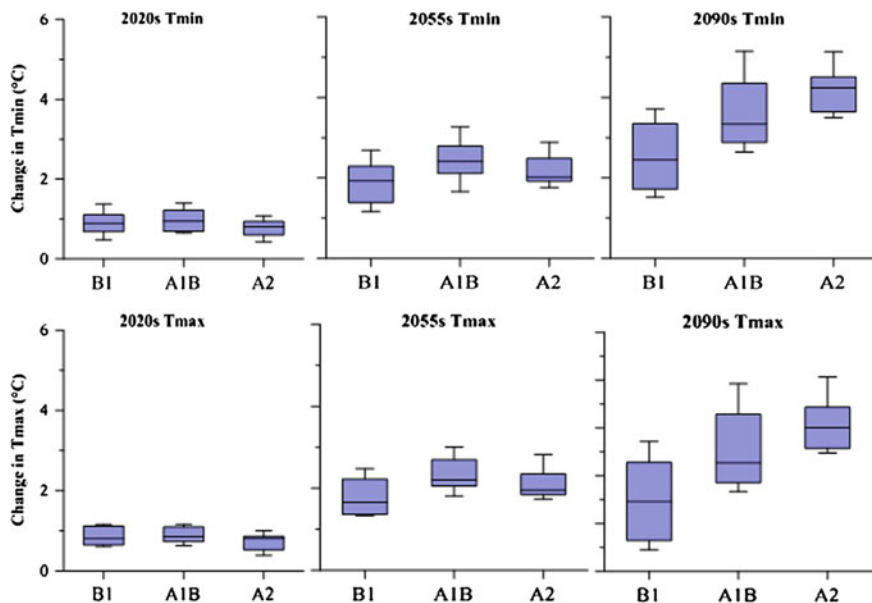 2020s Tmin
2055s Tmin
2090s Tmin
Change in Tmin (°C)
6
4
2
0
B1
A1B
A2
B1
A1B
A2
B1
A1B
A2
2020s Tmax
2055s Tmax
2090s Tmax
Change in Tmax (°C)
6
4
2
0
B1
A1B
A2
B1
A1B
A2
B1
A1B
A2